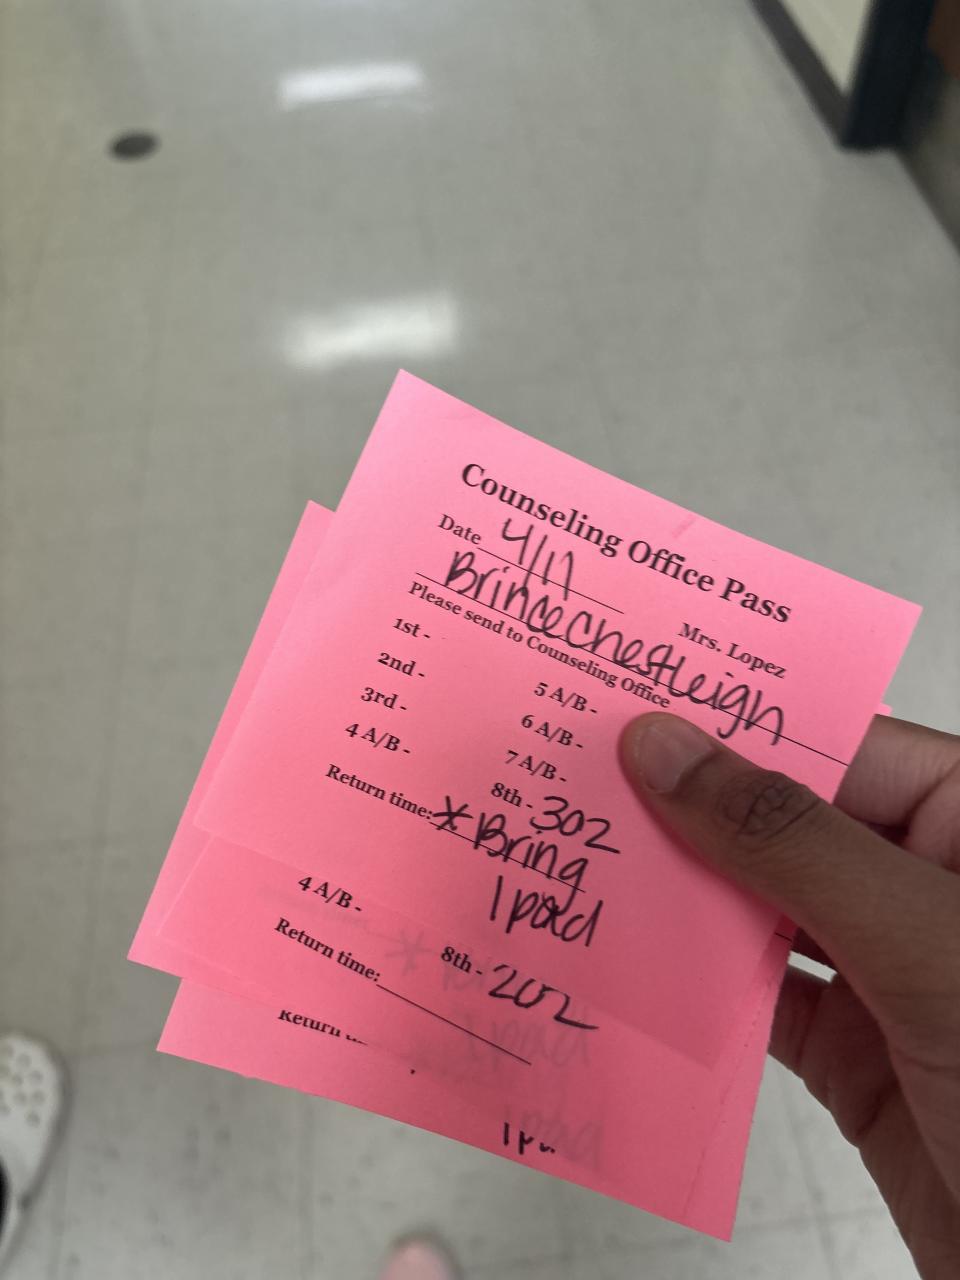 Counseling Office Pass
Date 4/17
Mrs. Lopez
Brincechestleigh
Please send to Counseling Office
1st -
2nd -
3rd -
4 A/B -
5 A/B -
6 A/B -
7 A/B -
8th - 302
Return time: * Bring
Ipad
4 A/B -
8th - 202
Return time:
Return